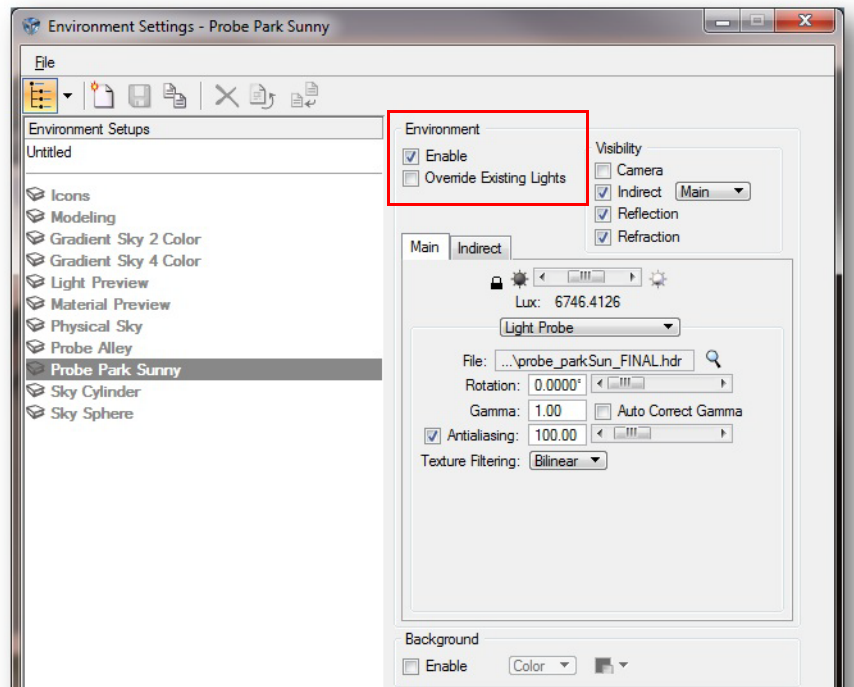 Environment Settings - Probe Park Sunny
File
Environment Setups
Untitled
Icons
Modeling
Gradient Sky 2 Color
Gradient Sky 4 Color
Light Preview
Material Preview
Physical Sky
Probe Alley
Probe Park Sunny
Sky Cylinder
Sky Sphere
Environment
Enable
Override Existing Lights
Visibility
Camera
Indirect Main
Reflection
Refraction
Main Indirect
Lux: 6746.4126
Light Probe
File: ...\probe_parkSun_FINAL.hdr
Rotation: 0.0000°
Gamma: 1.00 Auto Correct Gamma
Antialiasing: 100.00
Texture Filtering: Bilinear
Background
Enable Color